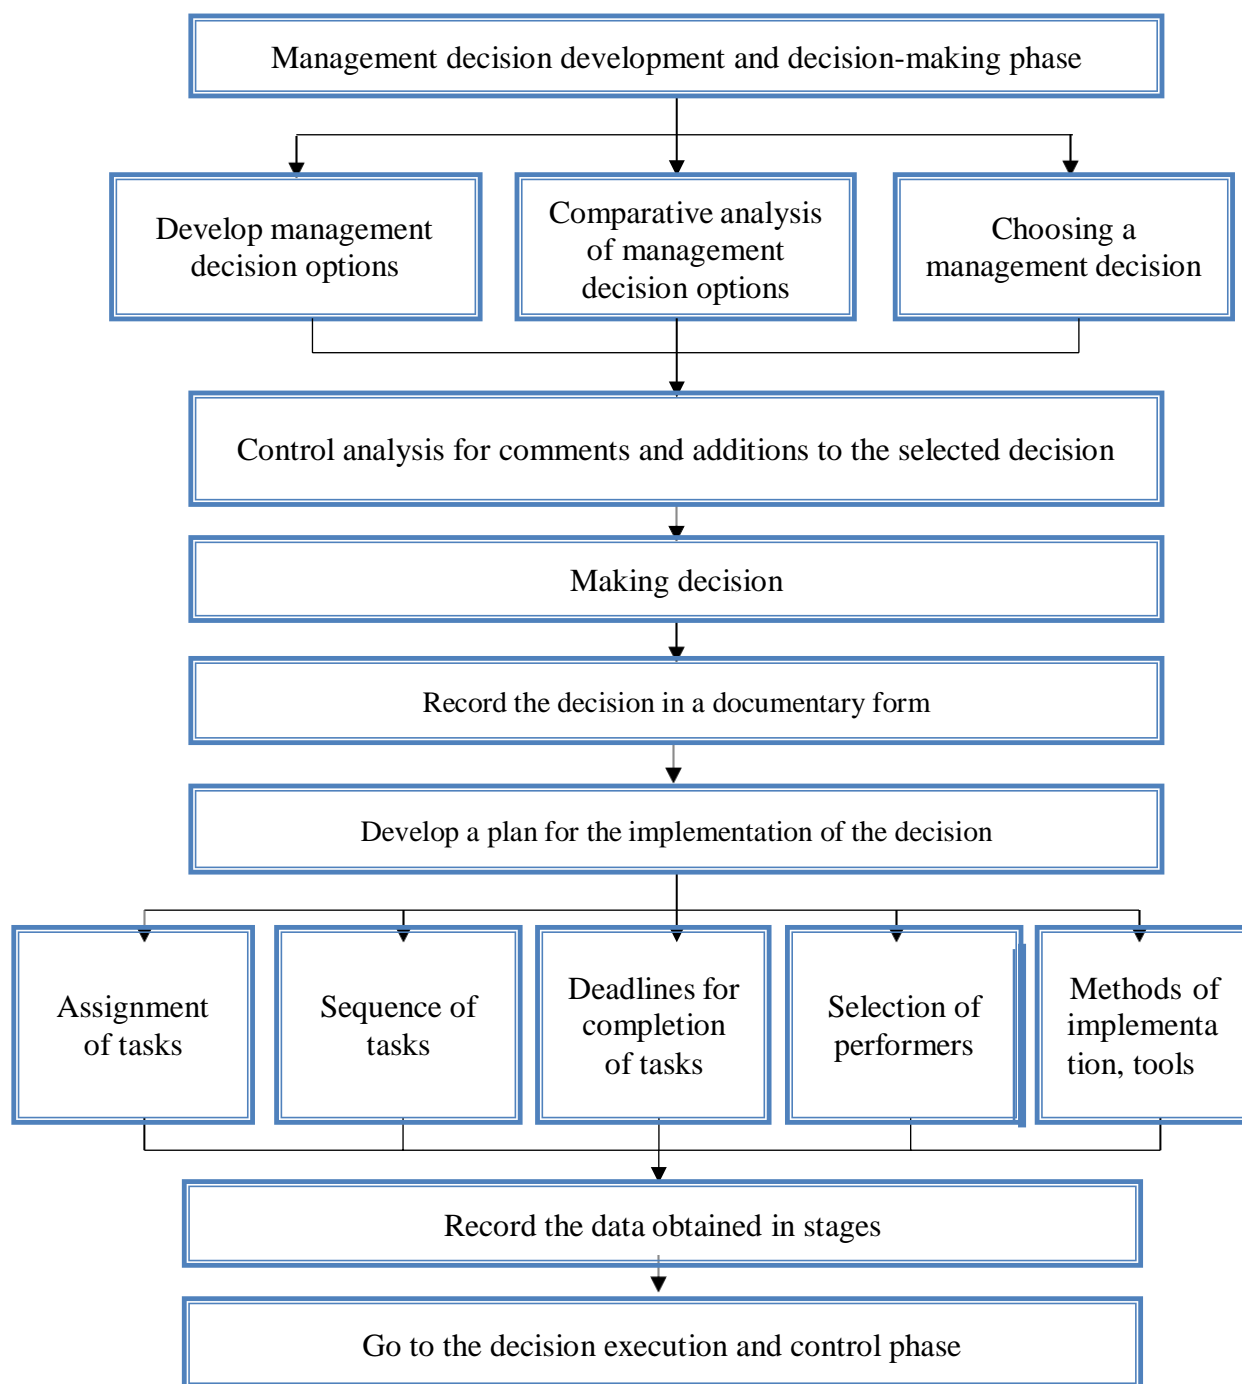 Management decision development and decision-making phase
Develop management
decision options
Comparative analysis
of management
decision options
Choosing a
management decision
Control analysis for comments and additions to the selected decision
Making decision
Record the decision in a documentary form
Develop a plan for the implementation of the decision
Assignment
of tasks
Sequence of
tasks
Deadlines for
completion
of tasks
Selection of
performers
Methods of
implementa
tion, tools
Record the data obtained in stages
Go to the decision execution and control phase